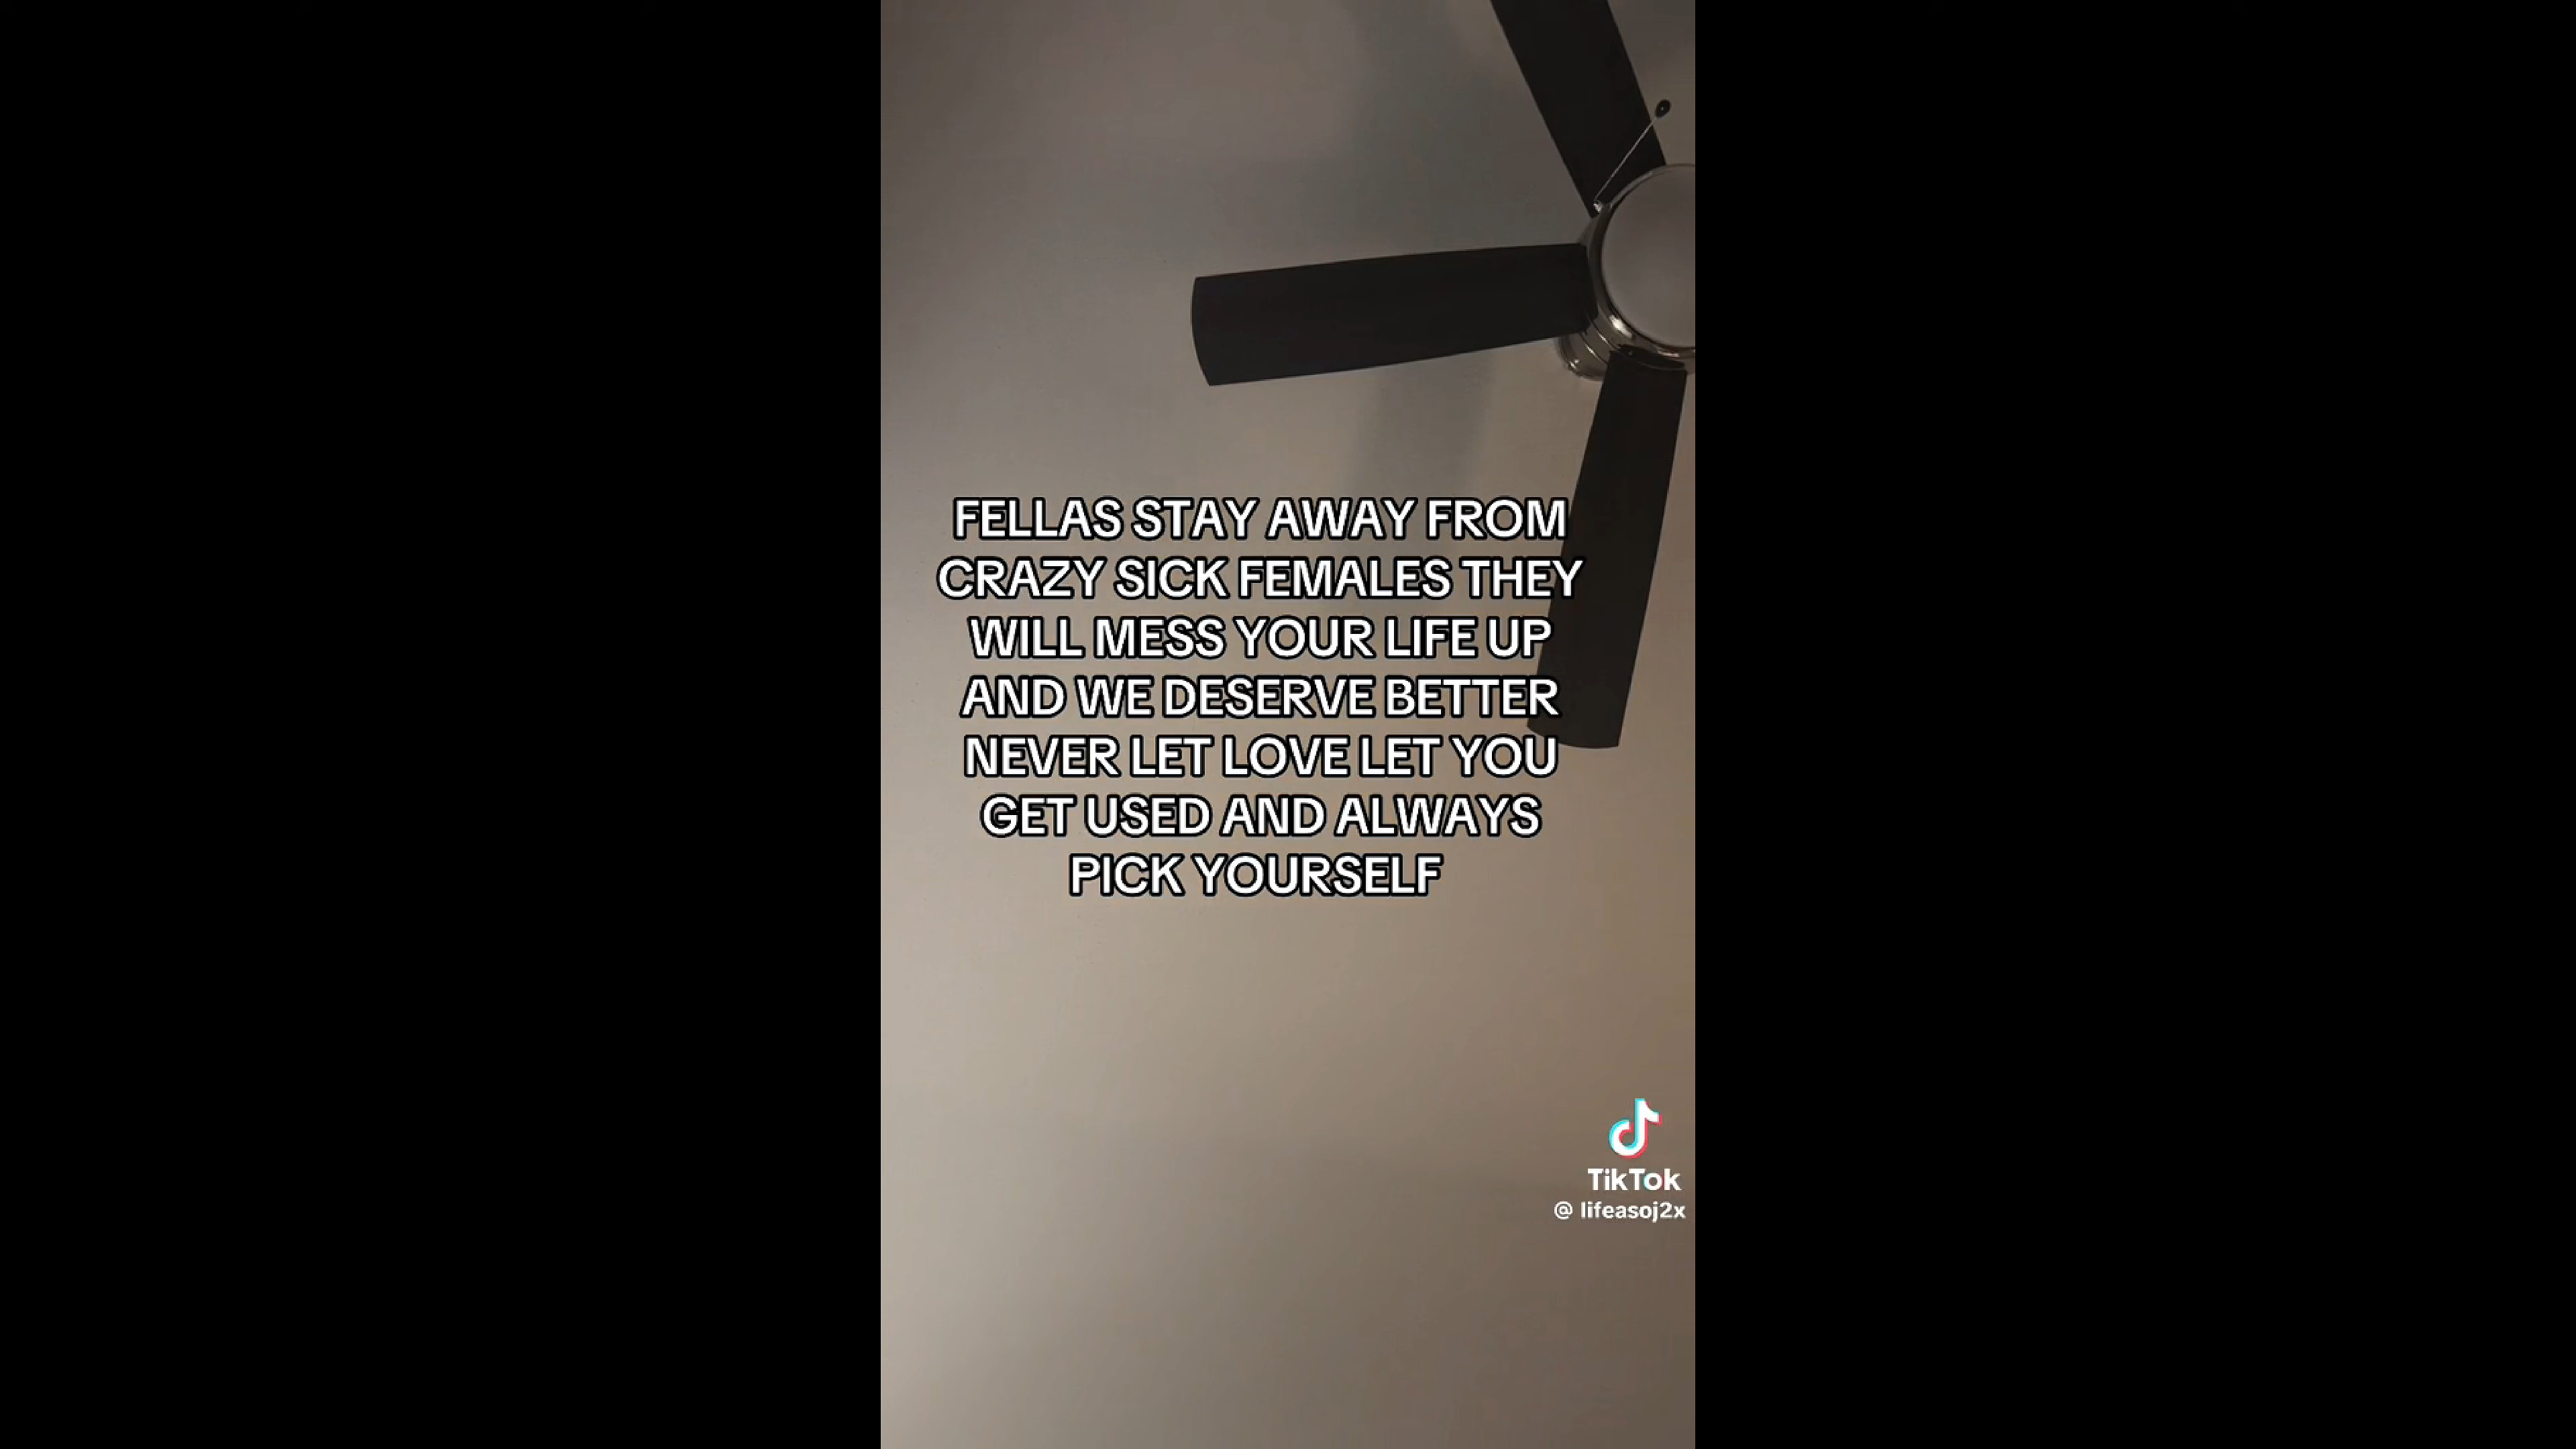 FELLAS STAY AWAY FROM
CRAZY SICK FEMALES THEY
WILL MESS YOUR LIFE UP
AND WE DESERVE BETTER
NEVER LET LOVE LET YOU
GET USED AND ALWAYS
PICK YOURSELF
TikTok
@ lifeasoj2x